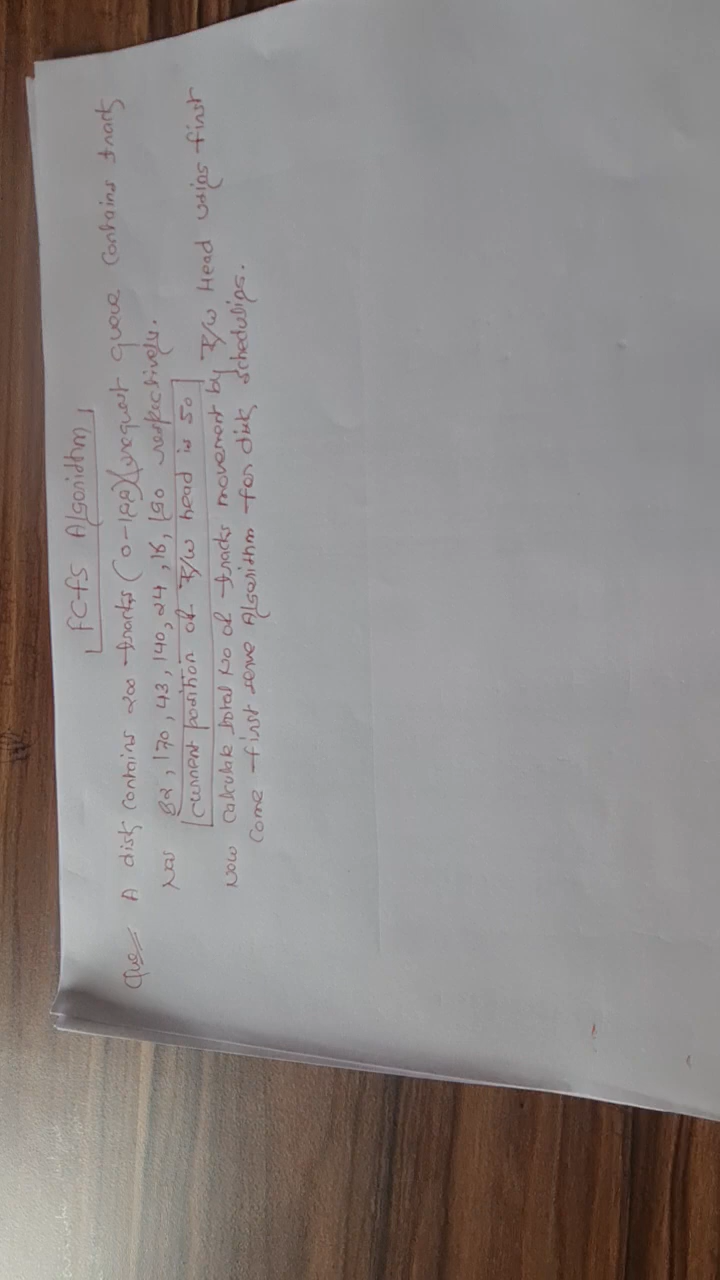 FCFS Algorithm
Que A disk contains 200 tracks (0-199) request queue contains track
No's 82, 170, 43, 140, 24, 16, 190 respectively.
current position of R/W head is 50
Now calculate total No of tracks movement by R/W Head using first
come first serve Algorithm for disk scheduling.